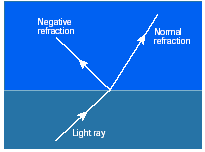 Negative
refraction
Normal
refraction
Light ray